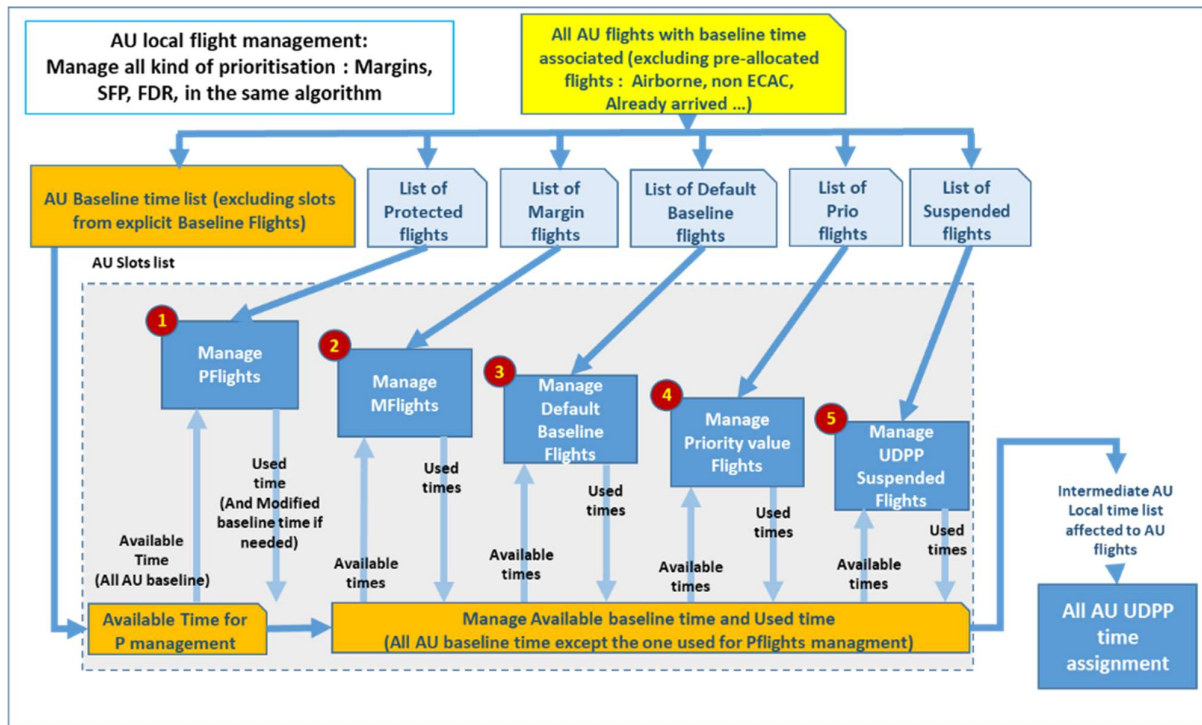 AU local flight management:
Manage all kind of prioritisation : Margins,
SFP, FDR, in the same algorithm
All AU flights with baseline time
associated (excluding pre-allocated
flights :  Airborne, non ECAC,
Already arrived ...)
AU Baseline time list (excluding slots
from explicit Baseline Flights)
List of
Protected
flights
List of
Margin
flights
List of Default
Baseline
flights
List of
Prio
flights
List of
Suspended
flights
AU Slots list
1
Manage
PFlights
2
Manage
MFlights
3
Manage
Default
Baseline
Flights
4
Manage
Priority value
Flights
5
Manage
UDPP
Suspended
Flights
Available
Time
(All AU baseline)
Used
time
(And Modified
baseline time if
needed)
Available
times
Used
times
Available
times
Used
times
Available
times
Used
times
Available
times
Used
times
Available Time for
P management
Manage Available baseline time and Used time
(All AU baseline time except the one used for Pflights managment)
Intermediate AU
Local time list
affected to AU
flights
All AU UDPP
time
assignment